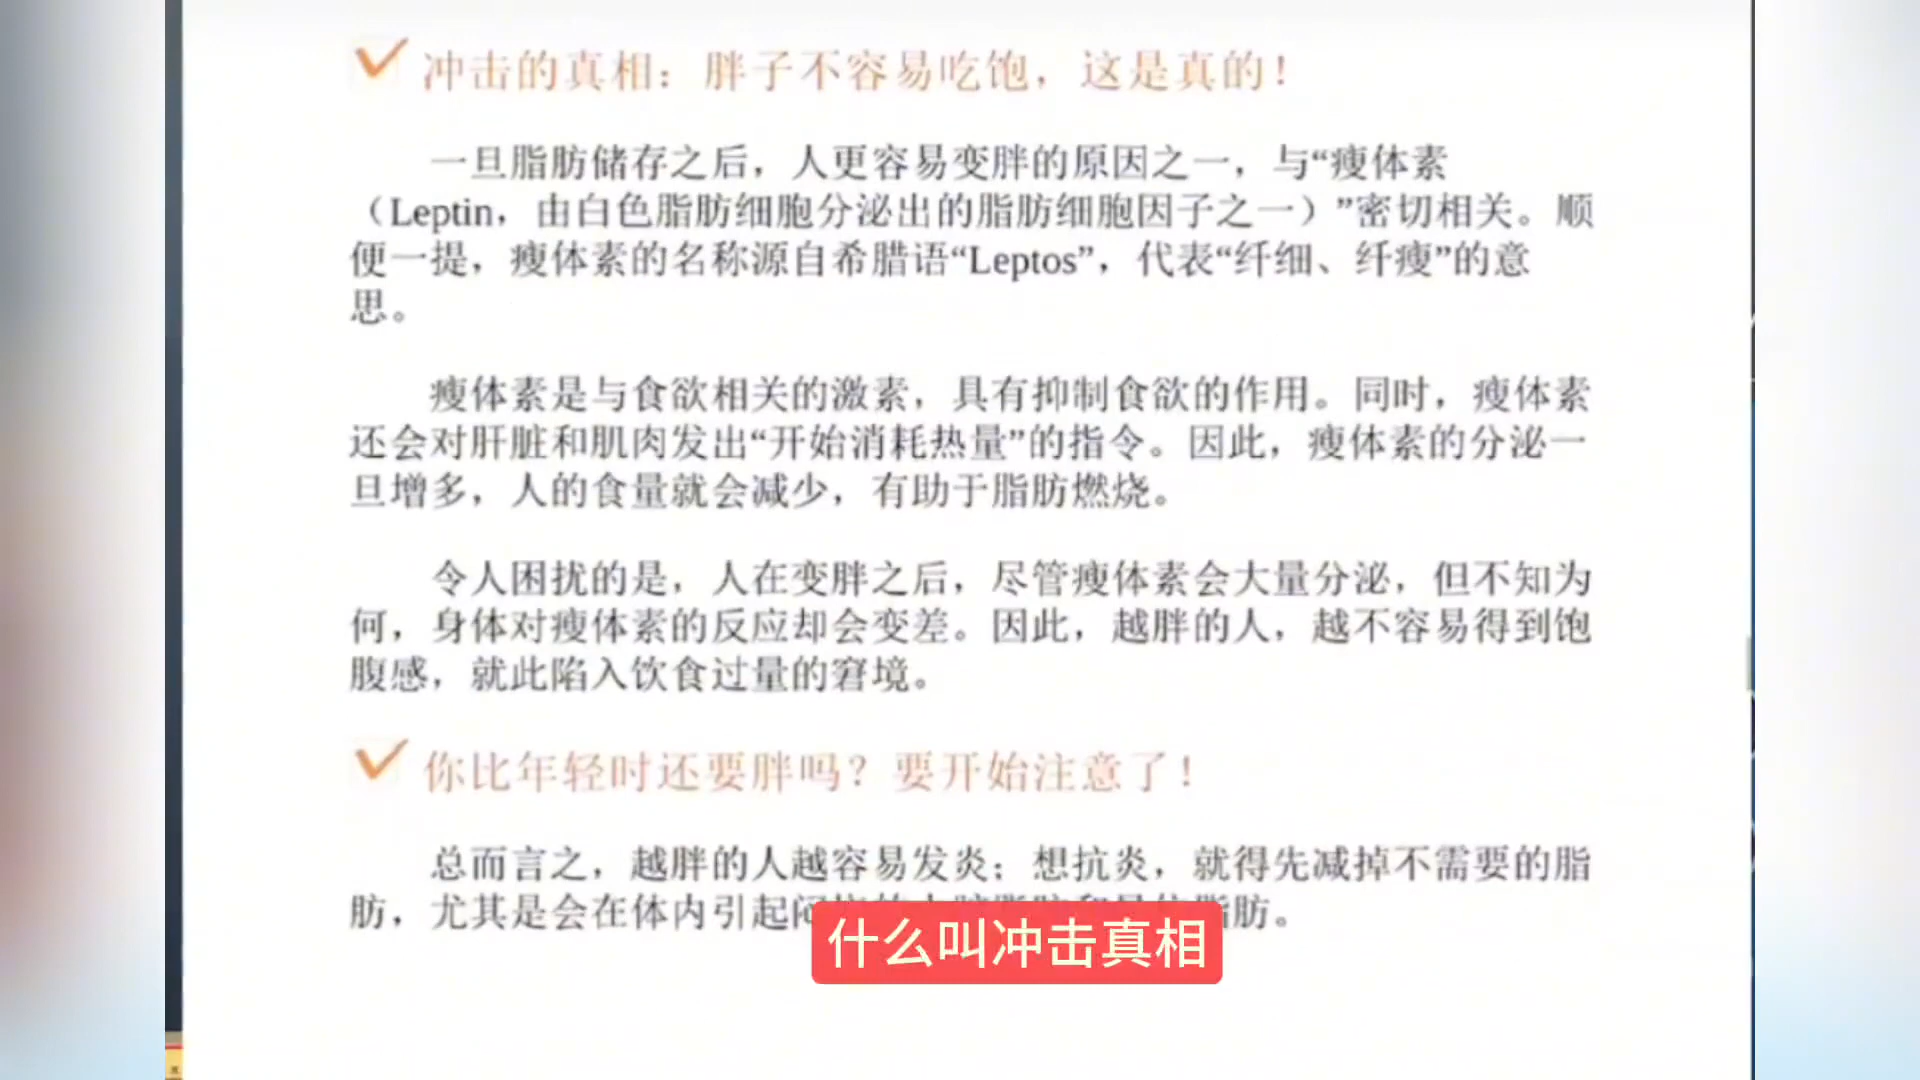 冲击的真相：胖子不容易吃饱，这是真的！
一旦脂肪储存之后，人更容易变胖的原因之一，与“瘦体素
（Leptin，由白色脂肪细胞分泌出的脂肪细胞因子之一）”密切相关。顺
便一提，瘦体素的名称源自希腊语“Leptos”，代表“纤细、纤瘦”的意
思。
瘦体素是与食欲相关的激素，具有抑制食欲的作用。同时，瘦体素
还会对肝脏和肌肉发出“开始消耗热量”的指令。因此，瘦体素的分泌一
旦增多，人的食量就会减少，有助于脂肪燃烧。
令人困扰的是，人在变胖之后，尽管瘦体素会大量分泌，但不知为
何，身体对瘦体素的反应却会变差。因此，越胖的人，越不容易得到饱
腹感，就此陷入饮食过量的窘境。
你比年轻时还要胖吗？要开始注意了！
总而言之，越胖的人越容易发炎；想抗炎，就得先减掉不需要的脂
肪，尤其是会在体内引起闷脂肪。
什么叫冲击真相